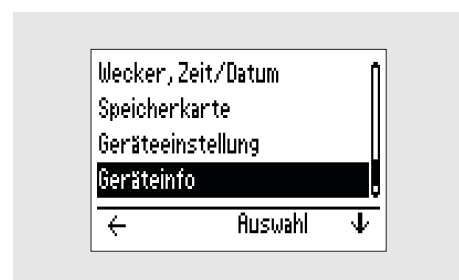 Wecker, Zeit/Datum
Speicherkarte
Geräteeinstellung
Geräteinfo
← Auswahl ↓